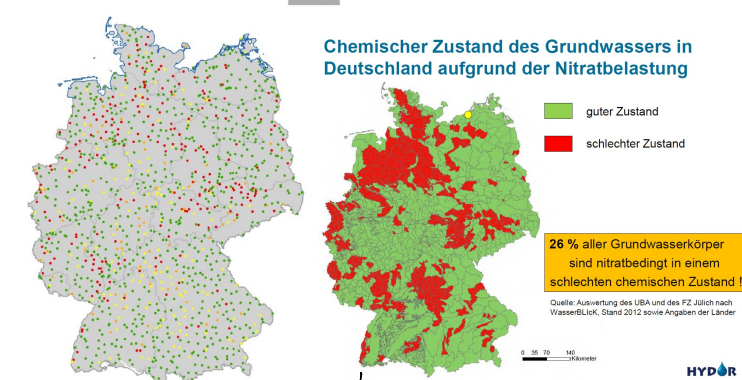 Chemischer Zustand des Grundwassers in
Deutschland aufgrund der Nitratbelastung
guter Zustand
schlechter Zustand
26 % aller Grundwasserkörper
sind nitratbedingt in einem
schlechten chemischen Zustand !
Quelle: Auswertung des UBA und des FZ Jülich nach
WasserBLIcK, Stand 2012 sowie Angaben der Länder
0 35 70 140
Kilometer
HYDOR